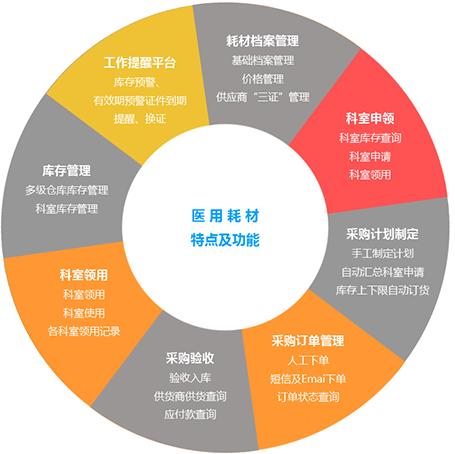 医用耗材
特点及功能
耗材档案管理
基础档案管理
价格管理
供应商“三证”管理
科室申领
科室库存查询
科室申请
科室领用
采购计划制定
手工制定计划
自动汇总科室申请
库存上下限自动订货
采购订单管理
人工下单
短信及Emai下单
订单状态查询
采购验收
验收入库
供货商供货查询
应付款查询
科室领用
科室领用
科室使用
各科室领用记录
库存管理
多级仓库库存管理
科室库存管理
工作提醒平台
库存预警、
有效期预警证件到期
提醒、换证